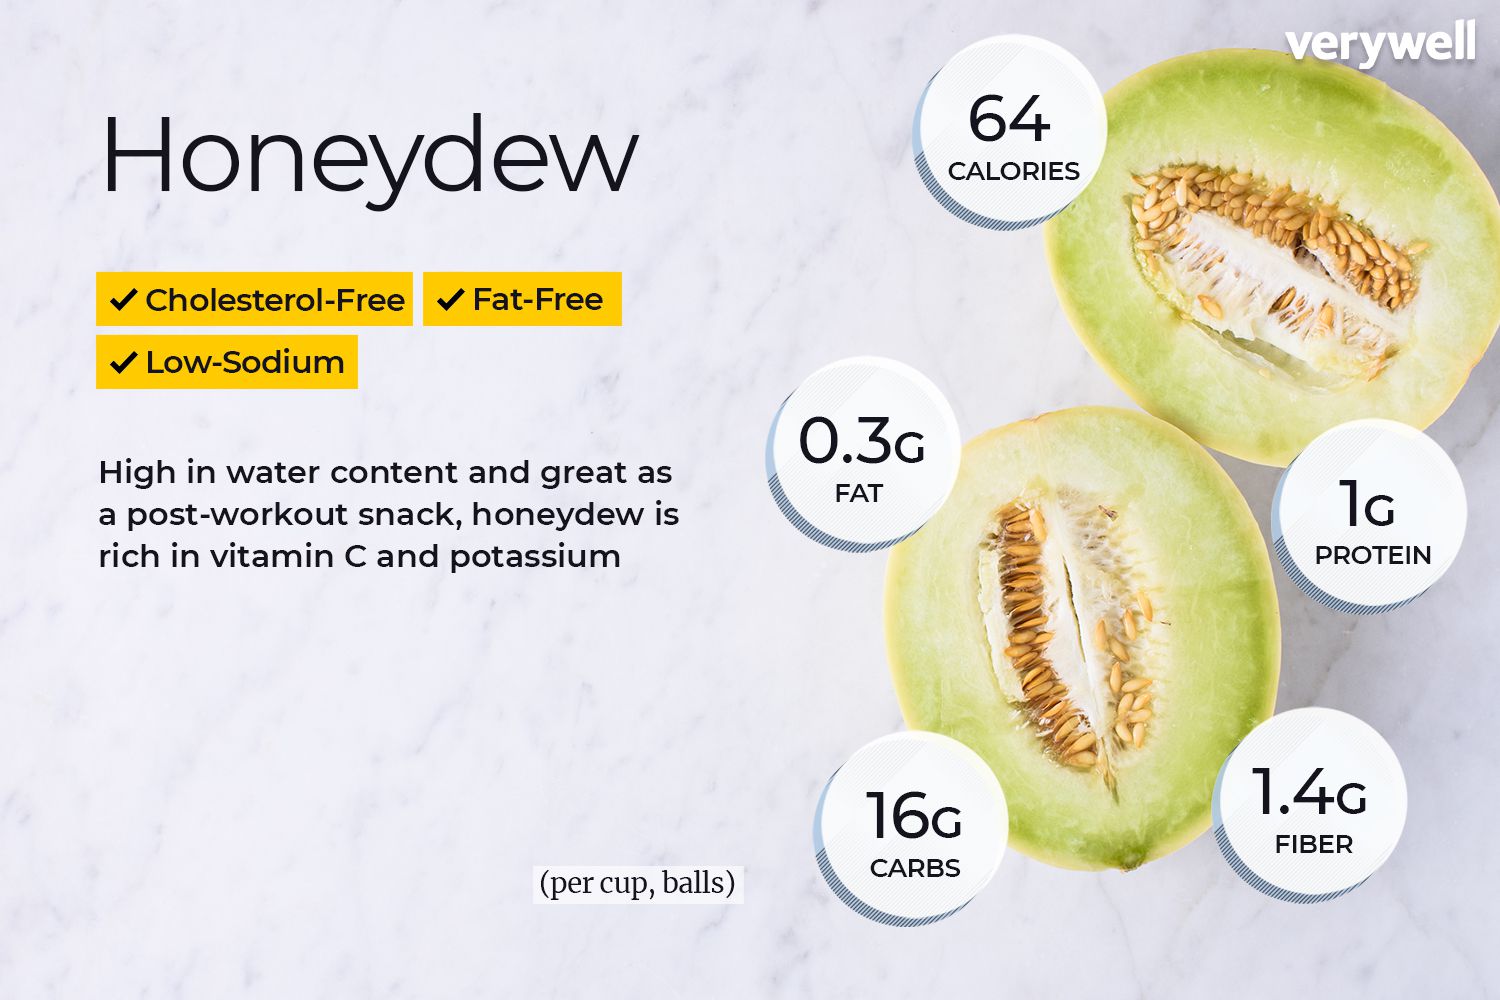 verywell
Honeydew
Cholesterol-Free
Fat-Free
Low-Sodium
High in water content and great as
a post-workout snack, honeydew is
rich in vitamin C and potassium
64
CALORIES
0.3G
FAT
1G
PROTEIN
16G
CARBS
1.4G
FIBER
(per cup, balls)